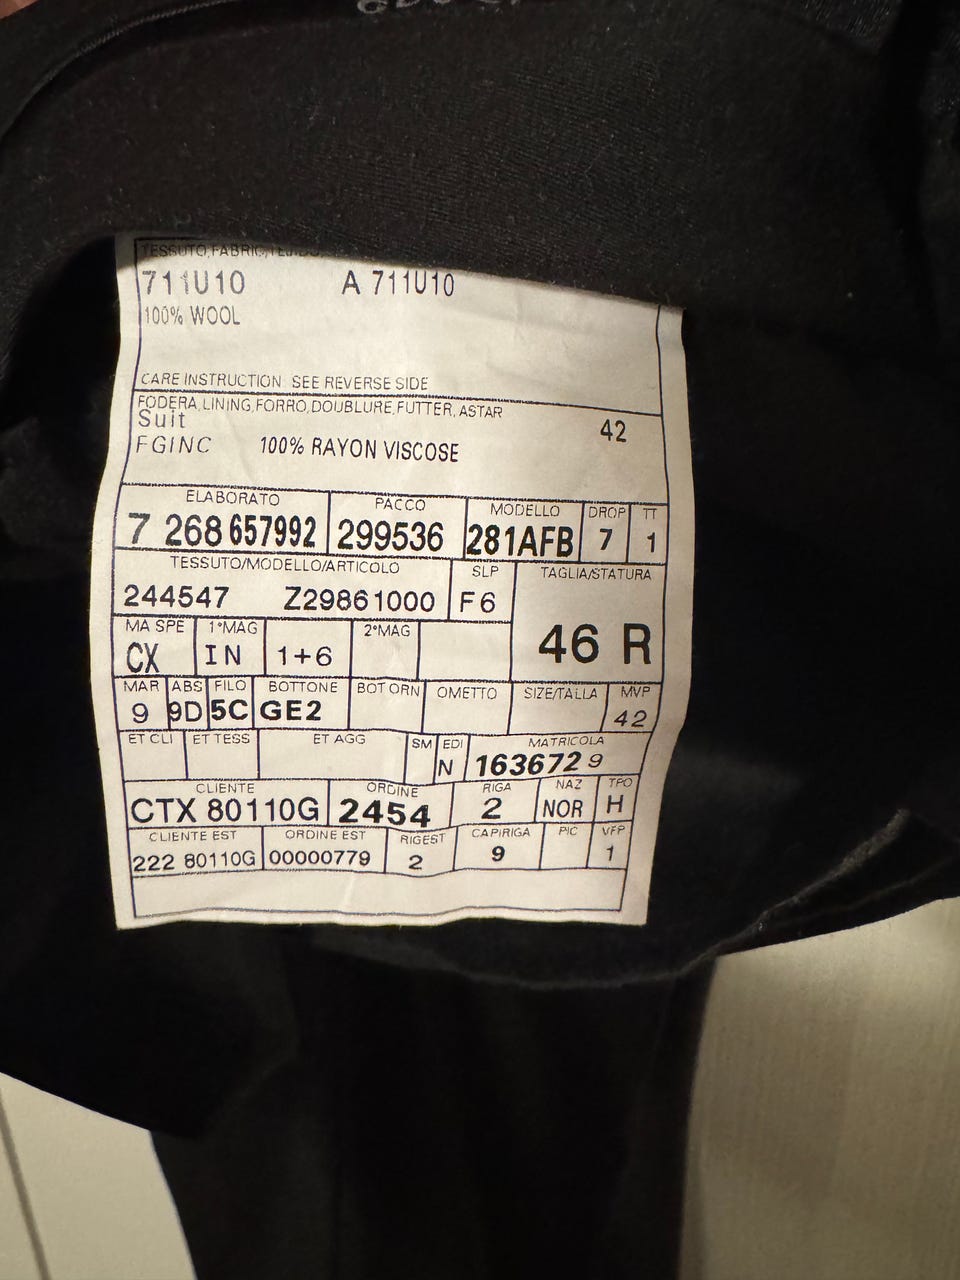 TESSUTO,FABRIC,TEJIDO,
711U10 A 711U10
100% WOOL
CARE INSTRUCTION SEE REVERSE SIDE
FODERA,LINING,FORRO,DOUBLURE,FUTTER,ASTAR
Suit 42
FGINC 100% RAYON VISCOSE
ELABORATO PACCO MODELLO DROP TT
7 268 657992 299536 281AFB 7 1
TESSUTO/MODELLO/ARTICOLO SLP TAGLIA/STATURA
244547 Z29861000 F6 46 R
MA SPE 1°MAG 2°MAG
CX IN 1+6
MAR ABS FILO BOTTONE BOT ORN OMETTO SIZE/TALLA MVP
9 9D 5C GE2 42
ET CLI ET TESS ET AGG SM EDI MATRICOLA
N 163672 9
CLIENTE ORDINE RIGA NAZ TPO
CTX 80110G 2454 2 NOR H
CLIENTE EST ORDINE EST RIGEST CAPIRIGA PIC VFP
222 80110G 00000779 2 9 1